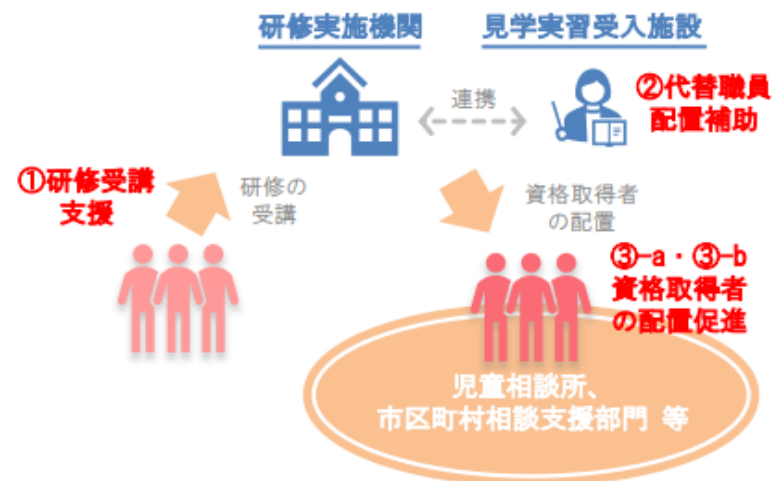 研修実施機関
見学実習受入施設
連携
②代替職員
配置補助
①研修受講
支援
研修の
受講
資格取得者
の配置
③-a・③-b
資格取得者
の配置促進
児童相談所、
市区町村相談支援部門 等